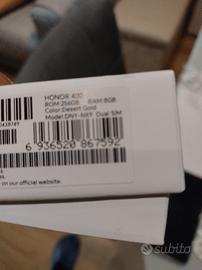 HONOR 400
ROM:256GB RAM:8GB
Color:Desert Gold
Model:DNY-NX9 Dual SIM
6 936520 867592
on our official website.
subito